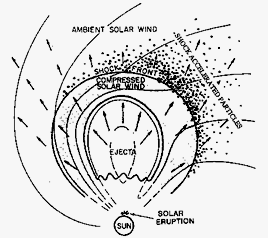 AMBIENT SOLAR WIND
SHOCK FRONT
COMPRESSED
SOLAR WIND
SHOCK ACCELERATED PARTICLES
EJECTA
SOLAR
ERUPTION
SUN